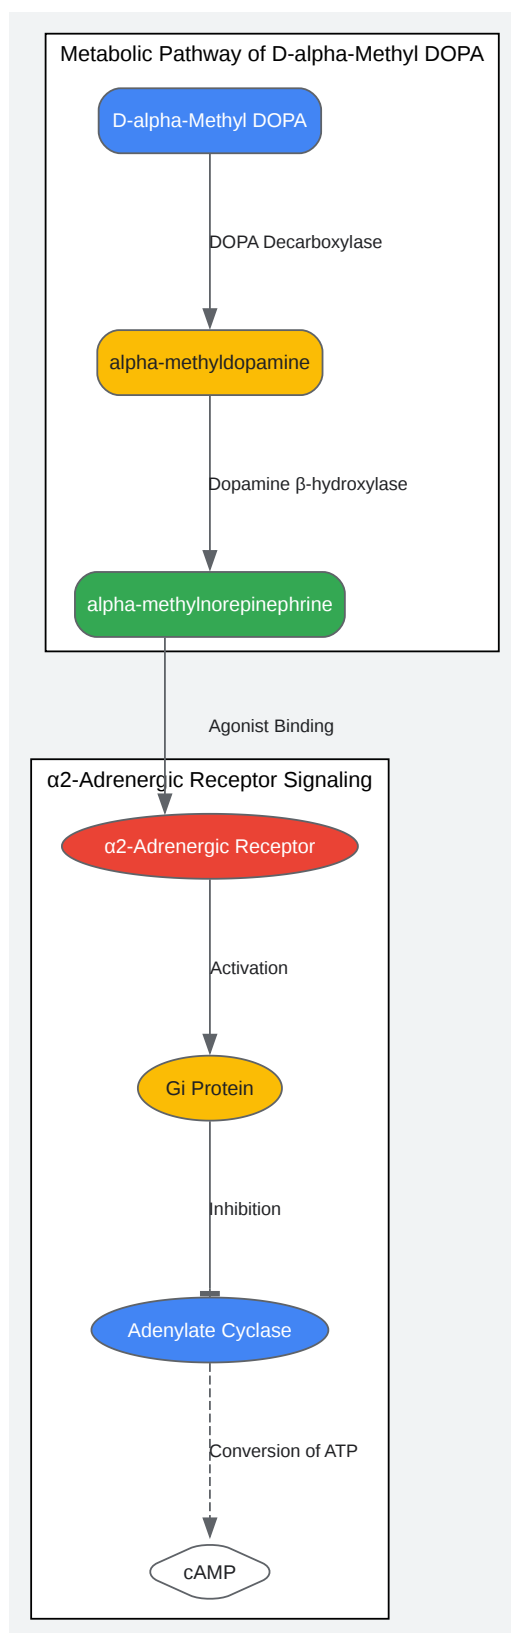 Metabolic Pathway of D-alpha-Methyl DOPA
D-alpha-Methyl DOPA
DOPA Decarboxylase
alpha-methyldopamine
Dopamine β-hydroxylase
alpha-methylnorepinephrine
Agonist Binding
α2-Adrenergic Receptor Signaling
α2-Adrenergic Receptor
Activation
Gi Protein
Inhibition
Adenylate Cyclase
Conversion of ATP
cAMP